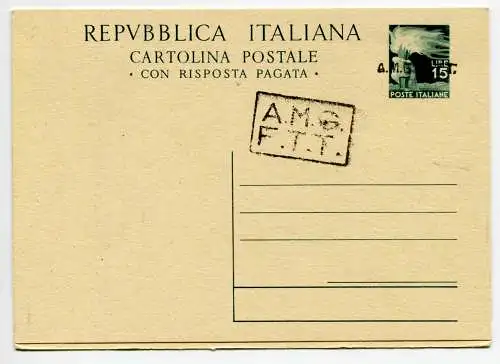 REPVBBLICA ITALIANA
CARTOLINA POSTALE
· CON RISPOSTA PAGATA ·
LIRE
15
POSTE ITALIANE
A.M.G.
F.T.T.